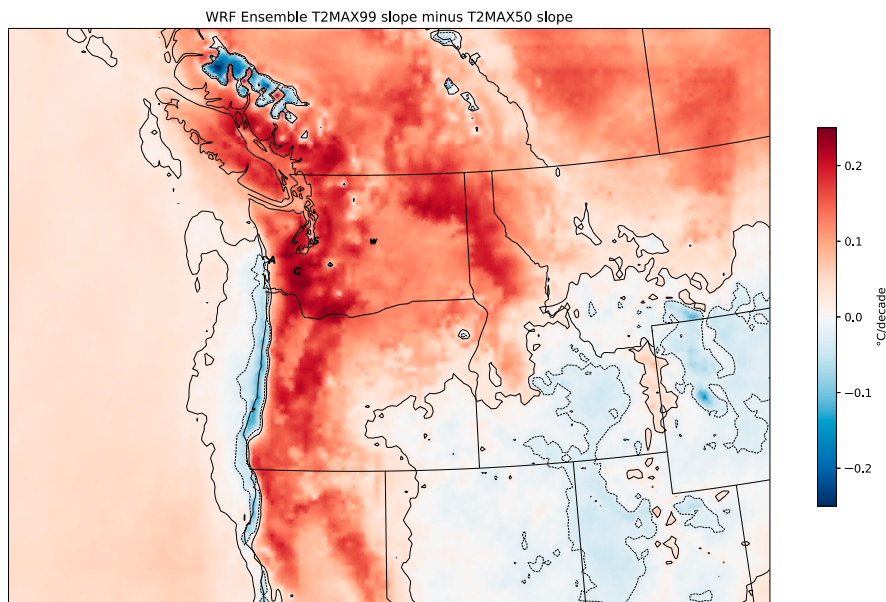 WRF Ensemble T2MAX99 slope minus T2MAX50 slope
0.2
0.1
0.0
−0.1
−0.2
°C/decade
S
W
A
C